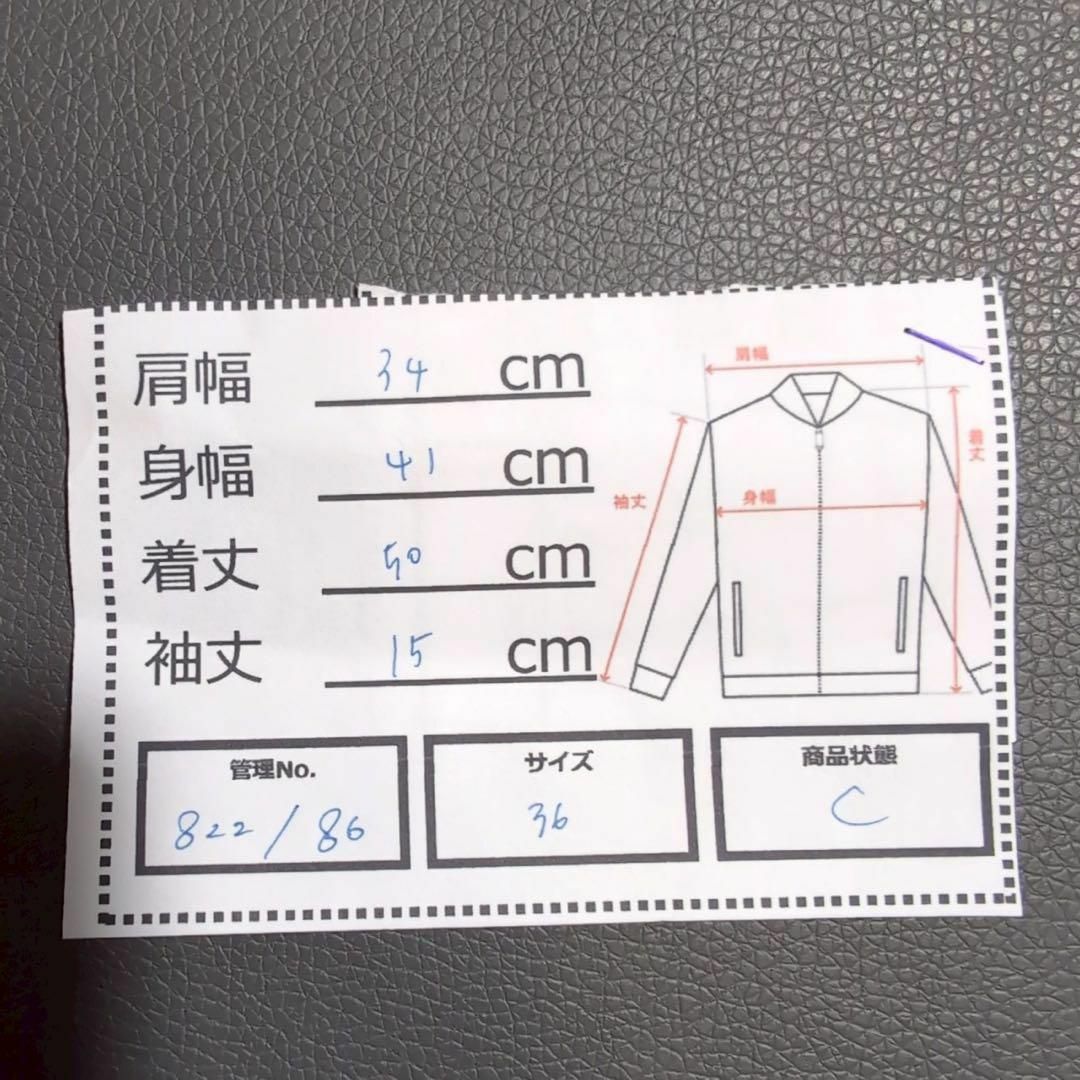 肩幅 34 cm
身幅 41 cm
着丈 50 cm
袖丈 15 cm
肩幅
着丈
袖丈
身幅
管理No.
822/86
サイズ
36
商品状態
C